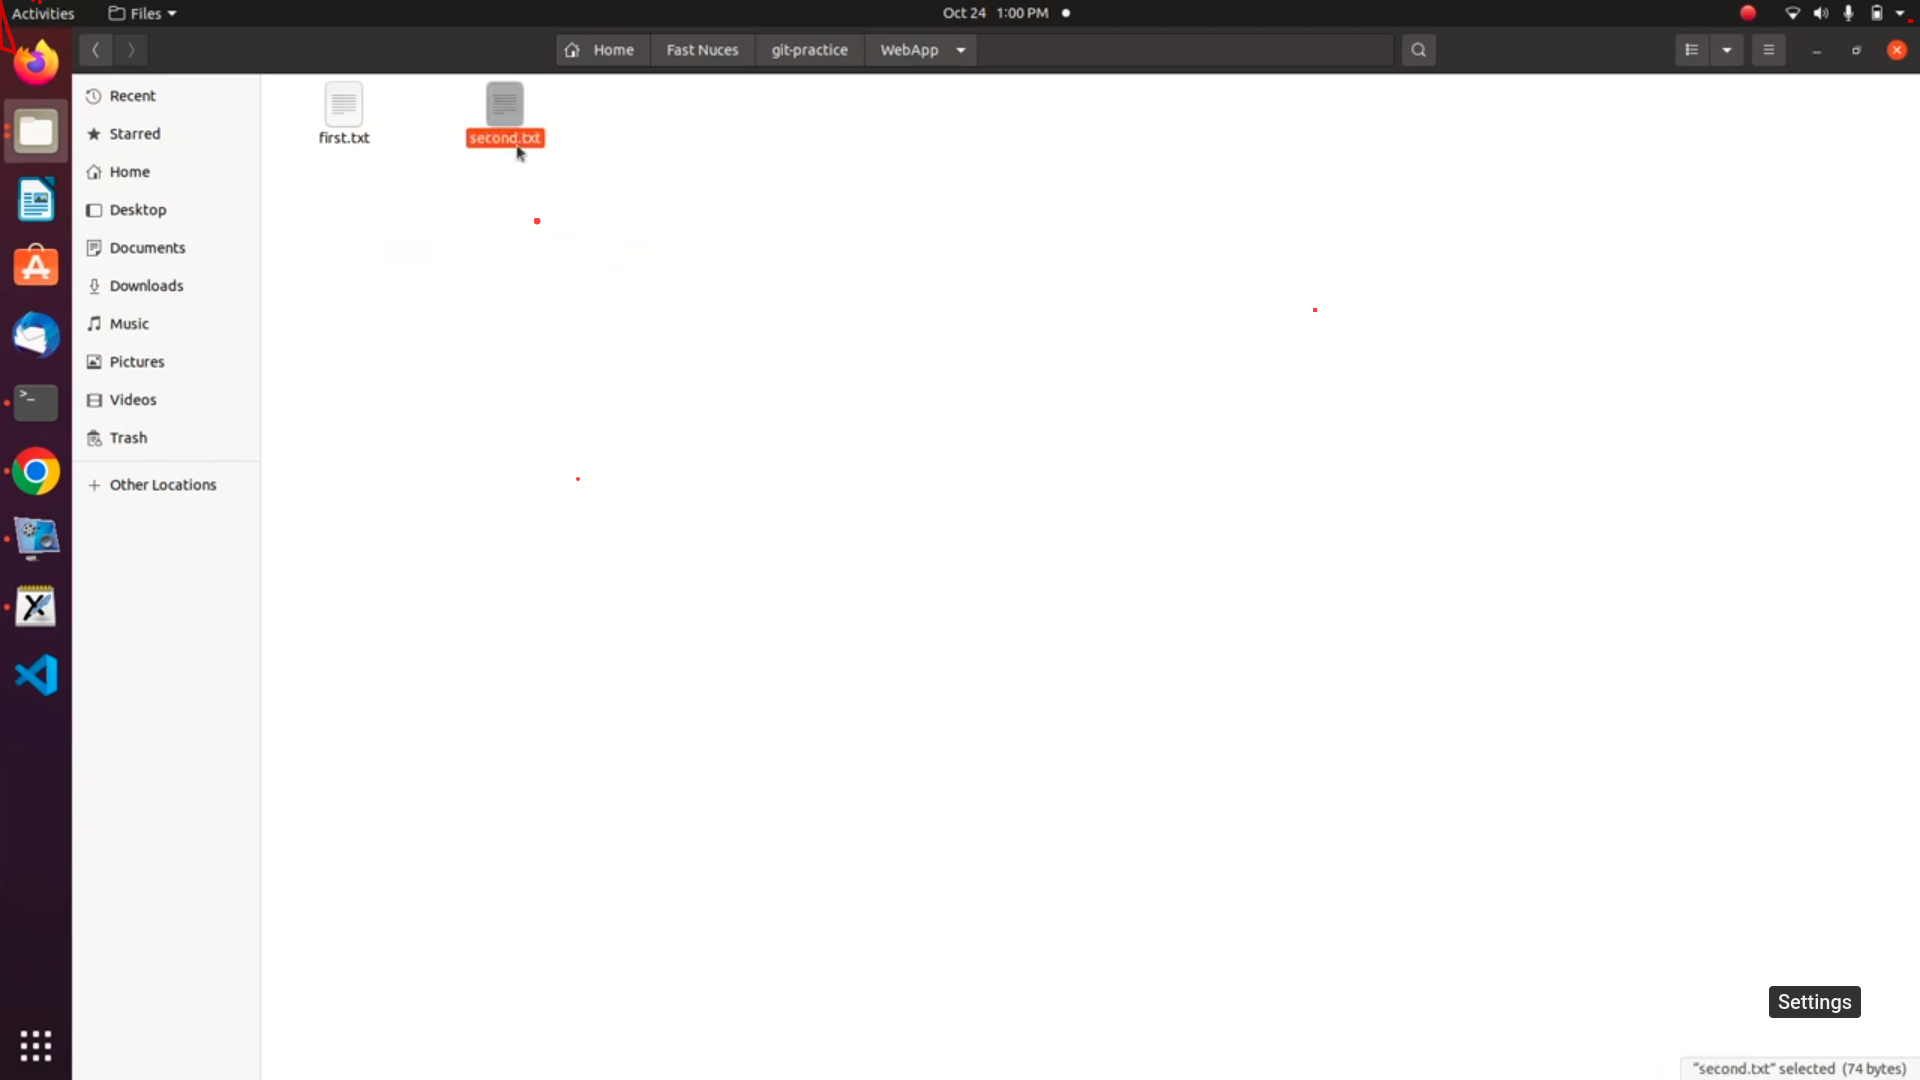 Activities
Files
Oct 24 1:00 PM
Home
Fast Nuces
git-practice
WebApp
Recent
Starred
Home
Desktop
Documents
Downloads
Music
Pictures
Videos
Trash
Other Locations
first.txt
second.txt
Settings
"second.txt" selected (74 bytes)